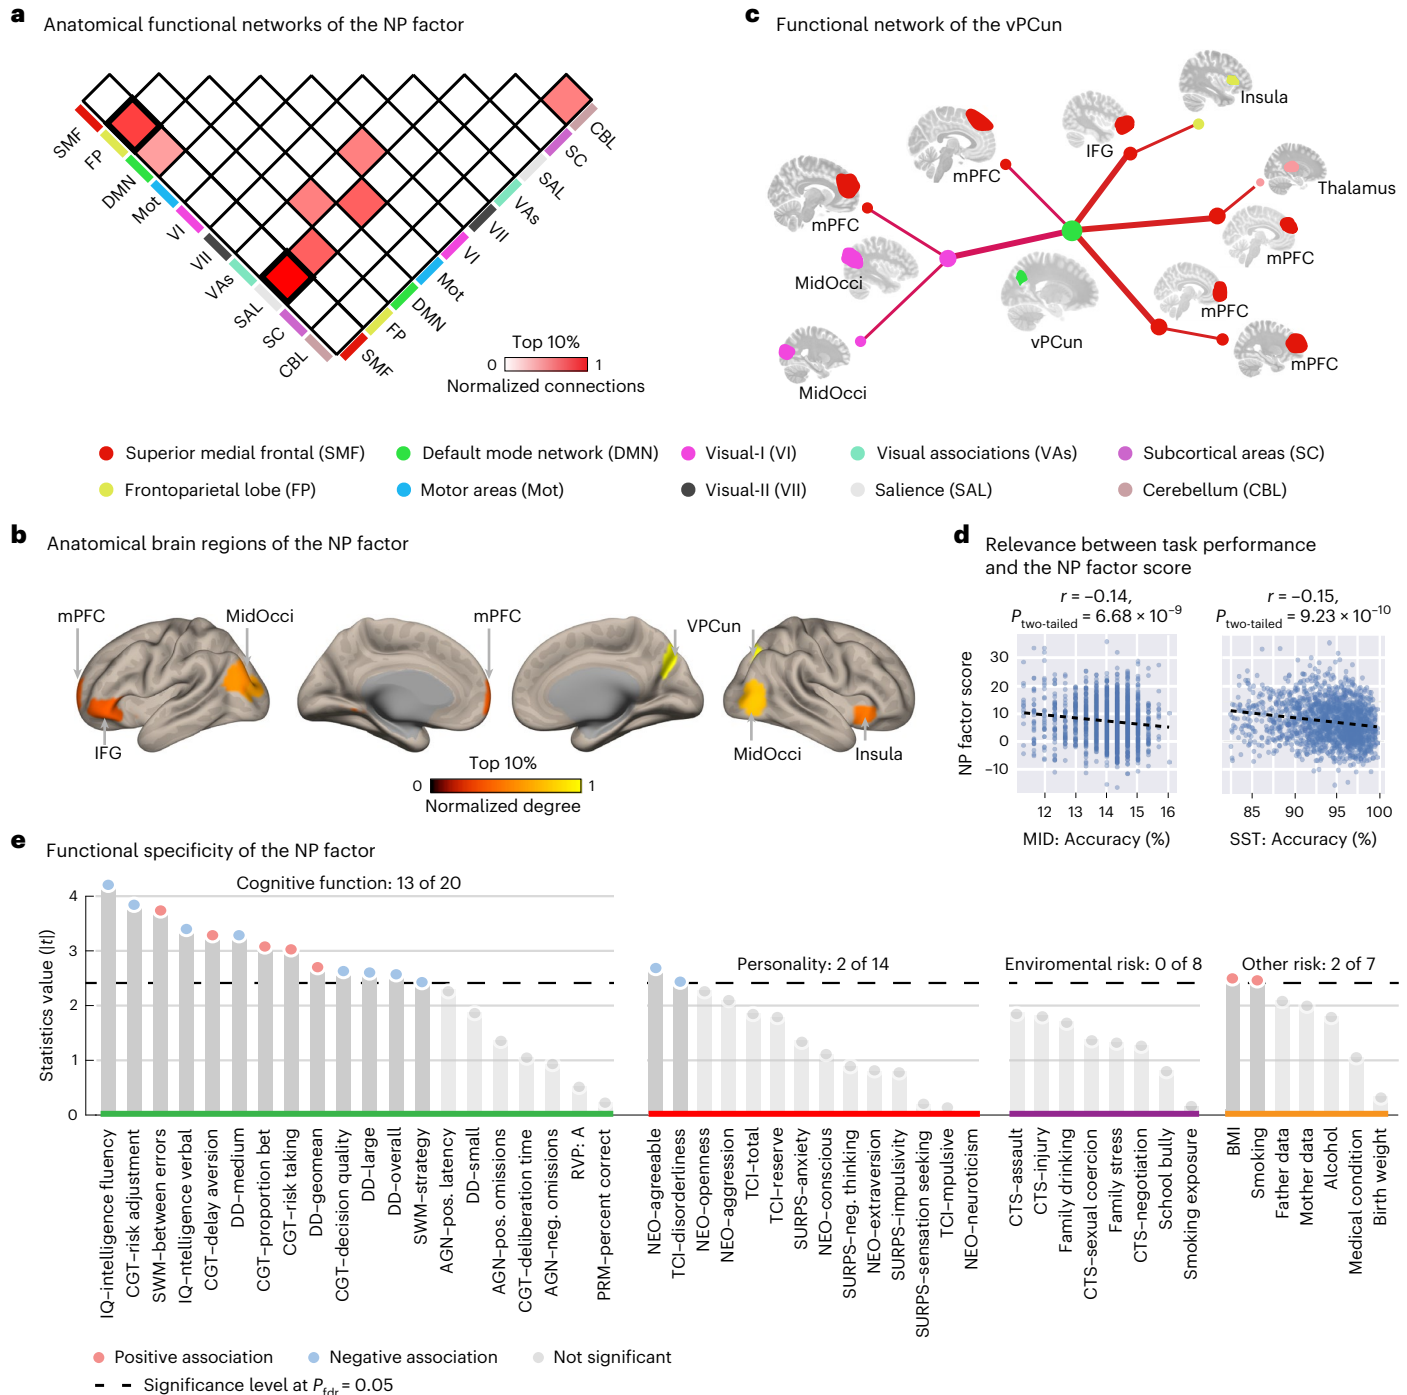 a Anatomical functional networks of the NP factor
SMF
FP
DMN
Mot
VI
VII
VAs
SAL
SC
CBL
CBL
SC
SAL
VAs
VII
VI
Mot
DMN
FP
SMF
Top 10%
0 1
Normalized connections
c Functional network of the vPCun
Insula
IFG
mPFC
Thalamus
mPFC
mPFC
MidOcci
mPFC
vPCun
mPFC
MidOcci
Superior medial frontal (SMF)
Default mode network (DMN)
Visual-I (VI)
Visual associations (VAs)
Subcortical areas (SC)
Frontoparietal lobe (FP)
Motor areas (Mot)
Visual-II (VII)
Salience (SAL)
Cerebellum (CBL)
b Anatomical brain regions of the NP factor
mPFC
MidOcci
mPFC
VPCun
IFG
MidOcci
Insula
Top 10%
0 1
Normalized degree
d Relevance between task performance
and the NP factor score
r = −0.14,
P two-tailed = 6.68 × 10−9
r = −0.15,
P two-tailed = 9.23 × 10−10
NP factor score
30
20
10
0
−10
12 13 14 15 16
MID: Accuracy (%)
85 90 95 100
SST: Accuracy (%)
e Functional specificity of the NP factor
Statistics value (|t|)
4
3
2
1
0
Cognitive function: 13 of 20
Personality: 2 of 14
Enviromental risk: 0 of 8
Other risk: 2 of 7
IQ−intelligence fluency
CGT−risk adjustment
SWM−between errors
IQ−ntelligence verbal
CGT−delay aversion
DD−medium
CGT−proportion bet
CGT−risk taking
DD−geomean
CGT−decision quality
DD−large
DD−overall
SWM−strategy
AGN−pos. latency
DD−small
AGN−pos. omissions
CGT−deliberation time
AGN−neg. omissions
RVP: A
PRM−percent correct
NEO−agreeable
TCI−disorderliness
NEO−openness
NEO−aggression
TCI−total
TCI−reserve
SURPS−anxiety
NEO−conscious
SURPS−neg. thinking
NEO−extraversion
SURPS−impulsivity
SURPS−sensation seeking
TCI−mpulsive
NEO−neuroticism
CTS−assault
CTS−injury
Family drinking
CTS−sexual coercion
Family stress
CTS−negotiation
School bully
Smoking exposure
BMI
Smoking
Father data
Mother data
Alcohol
Medical condition
Birth weight
Positive association
Negative association
Not significant
Significance level at P fdr = 0.05